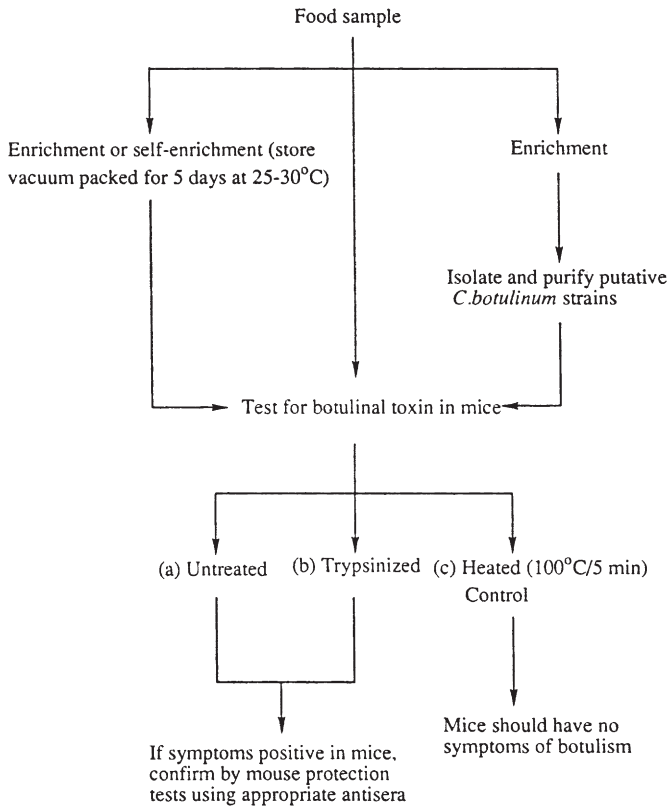 Food sample
Enrichment or self-enrichment (store
vacuum packed for 5 days at 25-30°C)
Enrichment
Isolate and purify putative
C.botulinum strains
Test for botulinal toxin in mice
(a) Untreated
(b) Trypsinized
(c) Heated (100°C/5 min)
Control
If symptoms positive in mice,
confirm by mouse protection
tests using appropriate antisera
Mice should have no
symptoms of botulism